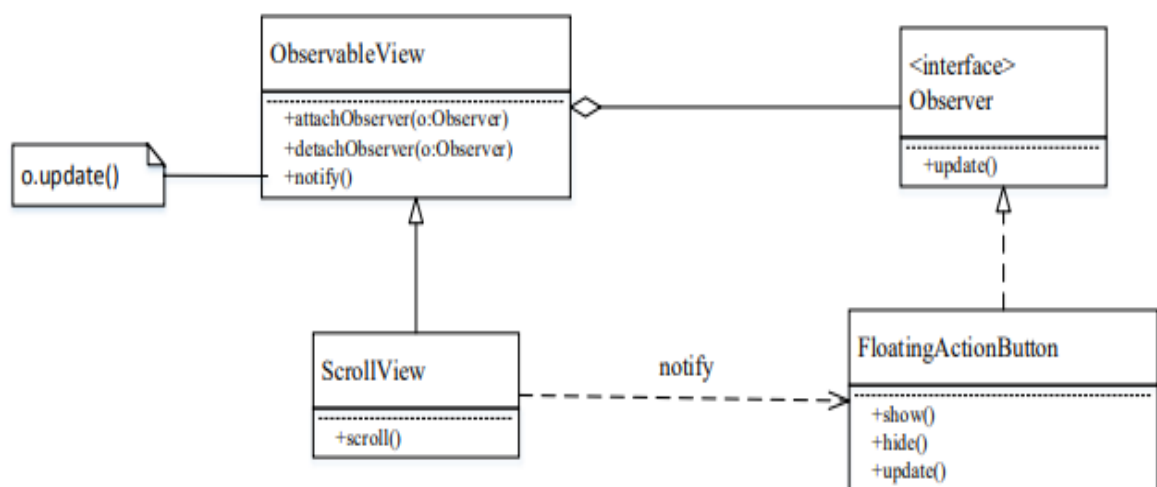 ObservableView
+attachObserver(o:Observer)
+detachObserver(o:Observer)
+notify()
<interface>
Observer
+update()
o.update()
ScrollView
+scroll()
notify
FloatingActionButton
+show()
+hide()
+update()